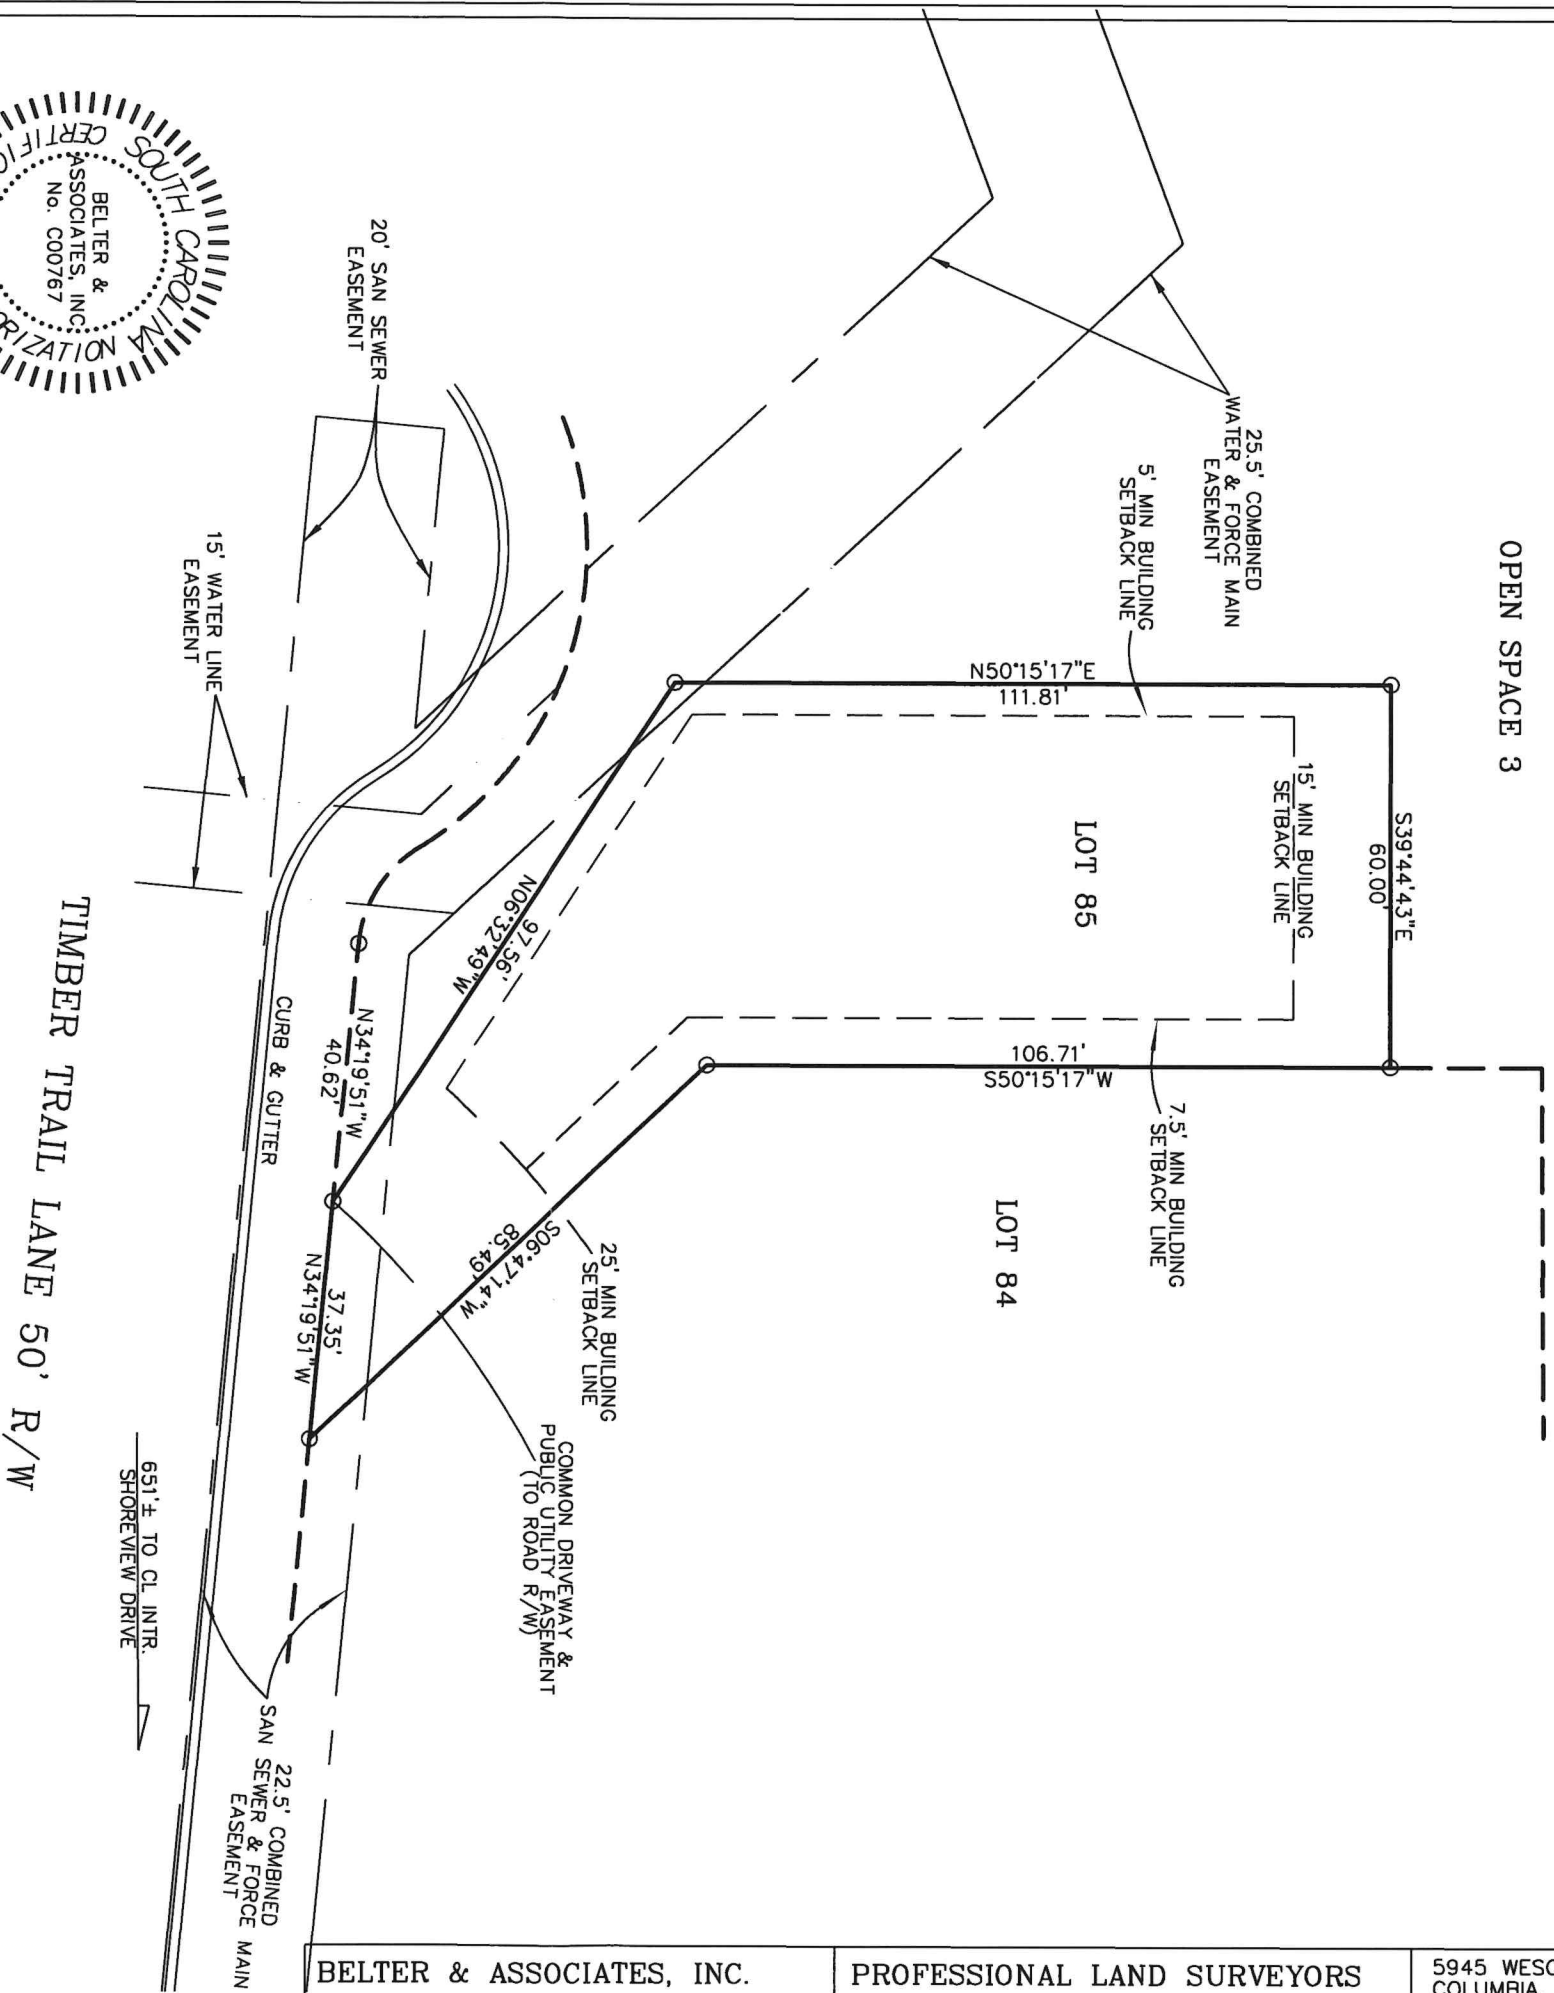 OPEN SPACE 3
25.5' COMBINED
WATER & FORCE MAIN
EASEMENT
5' MIN BUILDING
SETBACK LINE
N50°15'17"E
111.81'
S39°44'43"E
60.00'
15' MIN BUILDING
SETBACK LINE
LOT 85
106.71'
S50°15'17"W
7.5' MIN BUILDING
SETBACK LINE
LOT 84
SOUTH CAROLINA
BELTER &
ASSOCIATES, INC.
No. C00767
20' SAN SEWER
EASEMENT
15' WATER LINE
EASEMENT
97.56'
N06°32'49"W
N34°19'51"W
40.62'
CURB & GUTTER
S06°47'14"W
85.49'
37.35'
N34°19'51"W
25' MIN BUILDING
SETBACK LINE
COMMON DRIVEWAY &
PUBLIC UTILITY EASEMENT
(TO ROAD R/W)
TIMBER TRAIL LANE 50' R/W
651'± TO CL INTR.
SHOREVIEW DRIVE
22.5' COMBINED
SAN SEWER & FORCE MAIN
EASEMENT
BELTER & ASSOCIATES, INC.
PROFESSIONAL LAND SURVEYORS
5945
COLUMBIA